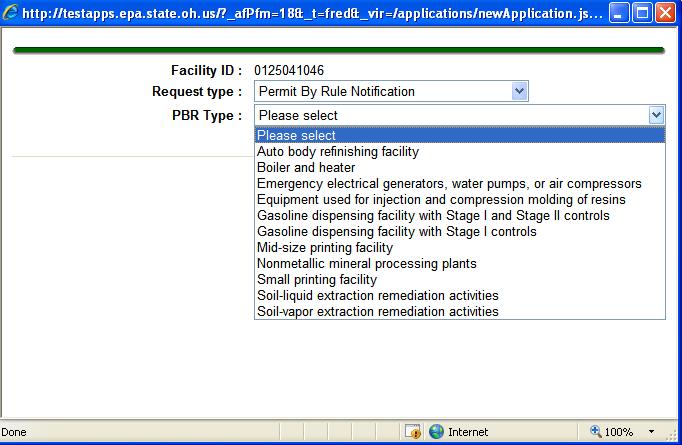 http://testapps.epa.state.oh.us/?_afPfm=18&_t=fred&_vir=/applications/newApplication.js...
Facility ID : 0125041046
Request type : Permit By Rule Notification
PBR Type : Please select
Please select
Auto body refinishing facility
Boiler and heater
Emergency electrical generators, water pumps, or air compressors
Equipment used for injection and compression molding of resins
Gasoline dispensing facility with Stage I and Stage II controls
Gasoline dispensing facility with Stage I controls
Mid-size printing facility
Nonmetallic mineral processing plants
Small printing facility
Soil-liquid extraction remediation activities
Soil-vapor extraction remediation activities
Done Internet 100%